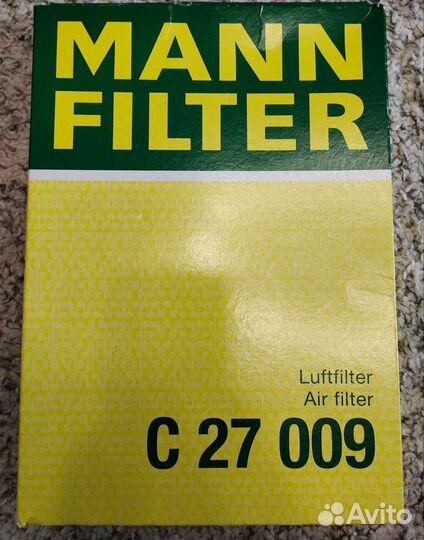 MANN
FILTER
Luftfilter
Air filter
C 27 009
Avito